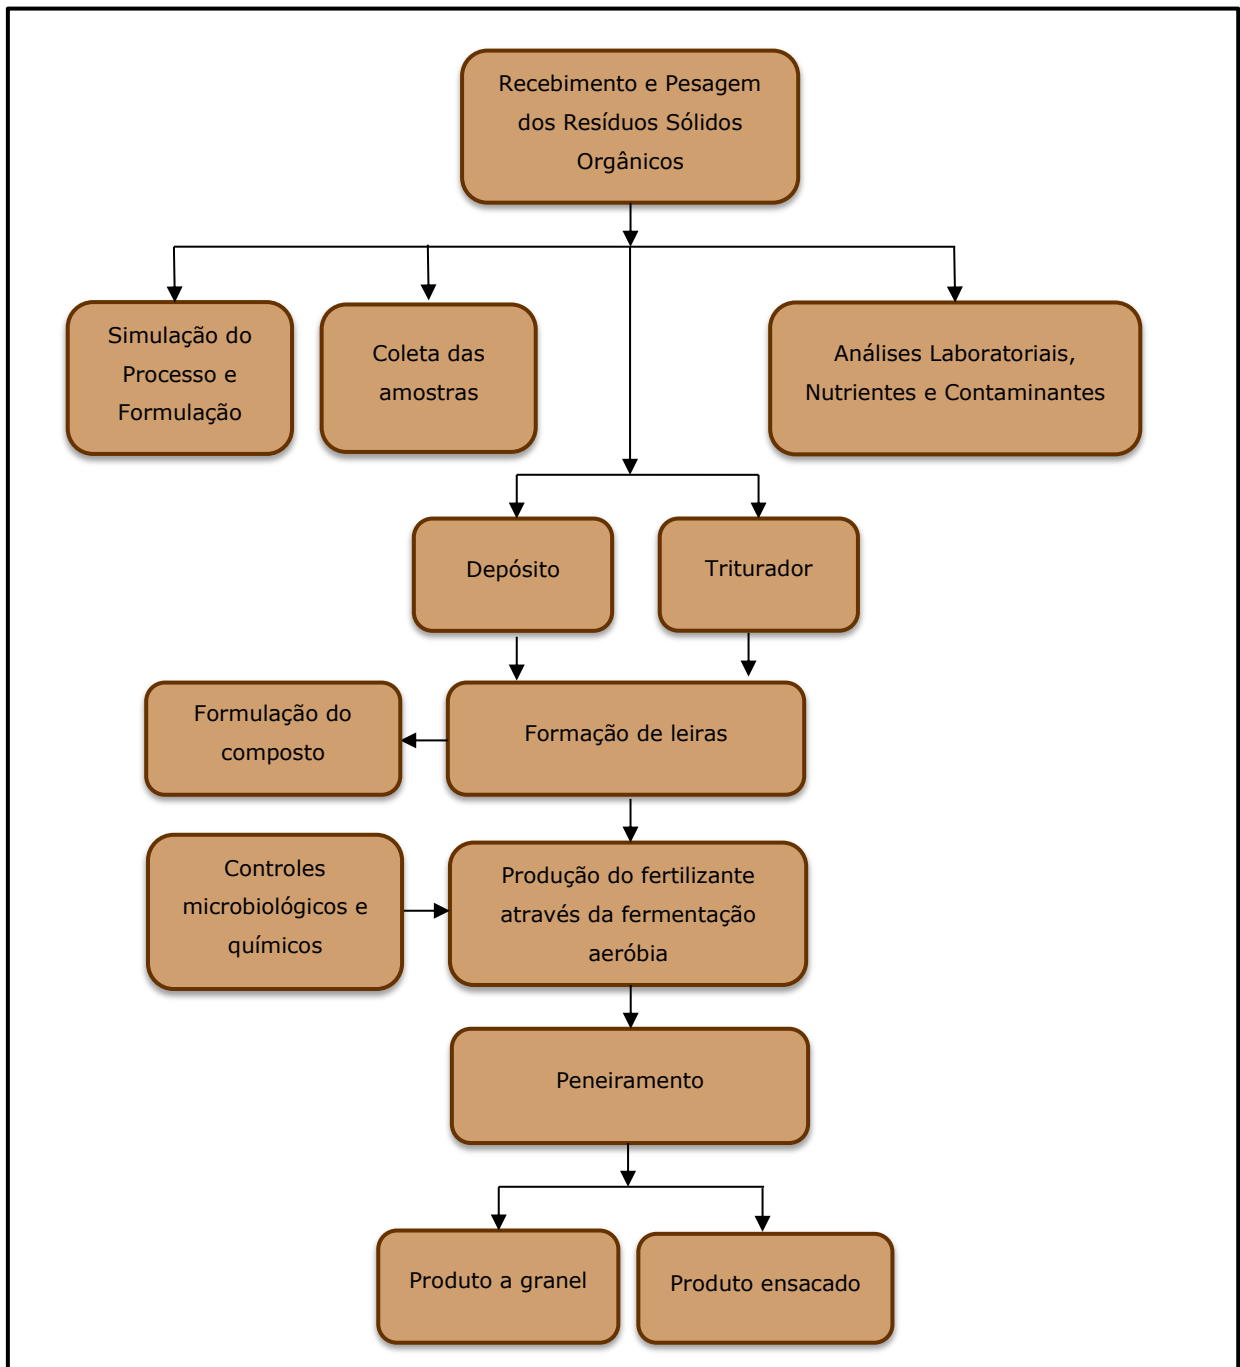 Recebimento e Pesagem
dos Resíduos Sólidos
Orgânicos
Simulação do
Processo e
Formulação
Coleta das
amostras
Análises Laboratoriais,
Nutrientes e Contaminantes
Depósito
Triturador
Formulação do
composto
Formação de leiras
Controles
microbiológicos e
químicos
Produção do fertilizante
através da fermentação
aeróbia
Peneiramento
Produto a granel
Produto ensacado